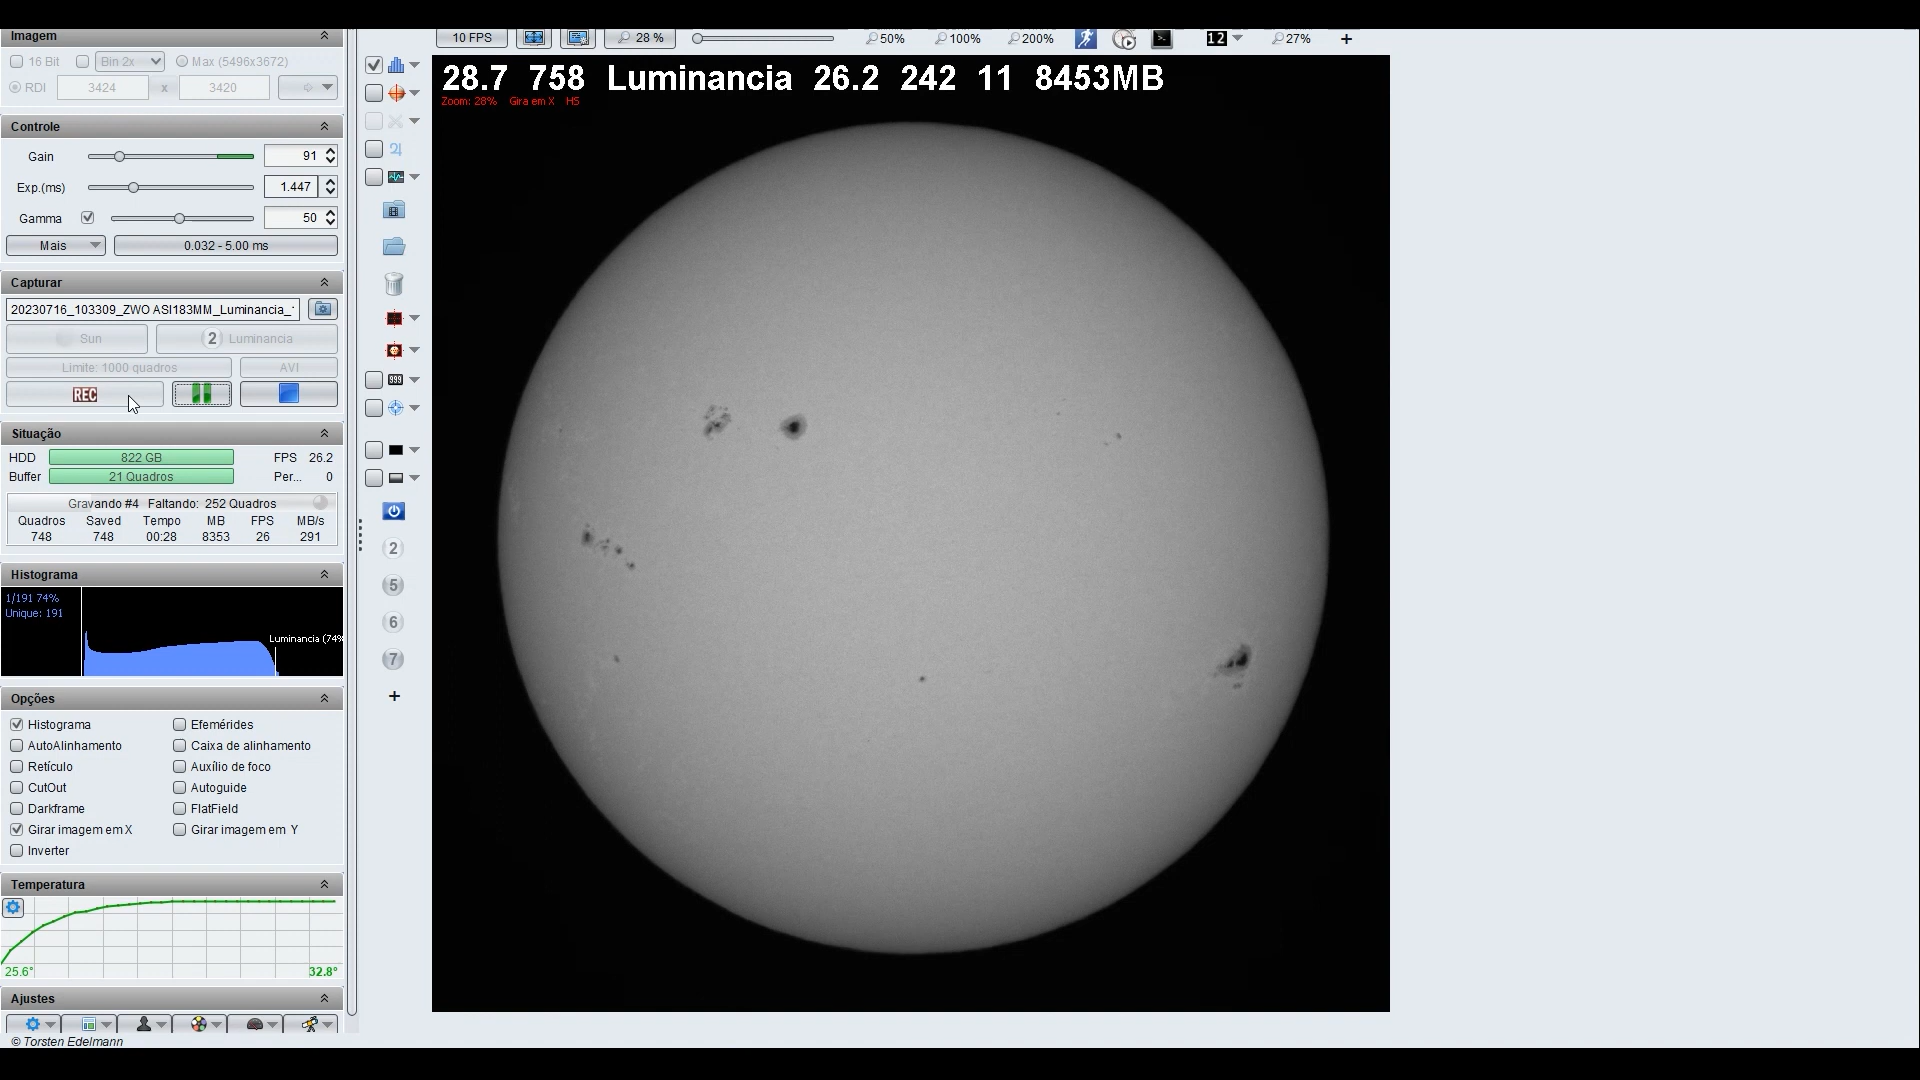 Imagem
16 Bit Bin 2x Max (5496x3672)
RDI 3424 x 3420
Controle
Gain 91
Exp.(ms) 1.447
Gamma 50
Mais 0.032 - 5.00 ms
Capturar
20230716_103309_ZWO ASI183MM_Luminancia_
Sun 2 Luminancia
Limite: 1000 quadros AVI
REC
Situação
HDD 822 GB FPS 26.2
Buffer 21 Quadros Per... 0
Gravando #4 Faltando: 252 Quadros
Quadros Saved Tempo MB FPS MB/s
748 748 00:28 8353 26 291
Histograma
1/191 74%
Unique: 191
Luminancia (74%
Opções
Histograma Efemérides
AutoAlinhamento Caixa de alinhamento
Retículo Auxílio de foco
CutOut Autoguide
Darkframe FlatField
Girar imagem em X Girar imagem em Y
Inverter
Temperatura
25.6° 32.8°
Ajustes
© Torsten Edelmann
10 FPS 28 % 50% 100% 200% 12 27% +
999
2
5
6
7
+
28.7 758 Luminancia 26.2 242 11 8453MB
Zoom: 28% Gira em X HS